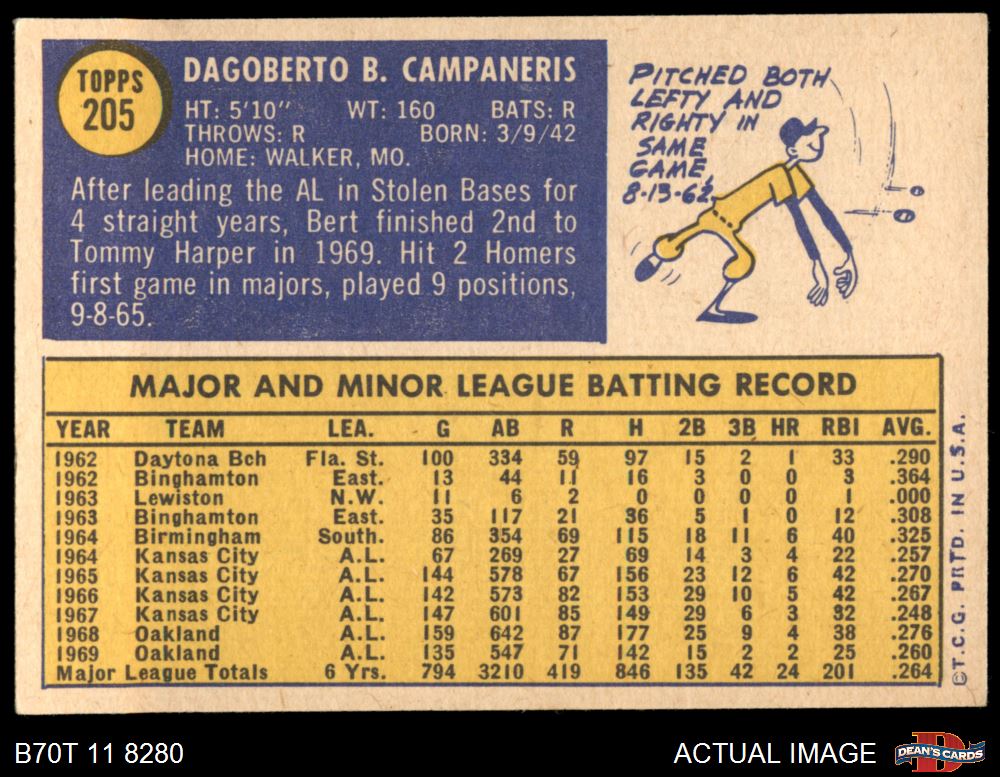 TOPPS
205
DAGOBERTO B. CAMPANERIS
HT: 5'10" WT: 160 BATS: R
THROWS: R BORN: 3/9/42
HOME: WALKER, MO.
After leading the AL in Stolen Bases for
4 straight years, Bert finished 2nd to
Tommy Harper in 1969. Hit 2 Homers
first game in majors, played 9 positions,
9-8-65.
PITCHED BOTH
LEFTY AND
RIGHTY IN
SAME
GAME,
8-13-62.
MAJOR AND MINOR LEAGUE BATTING RECORD
YEAR TEAM LEA. G AB R H 2B 3B HR RBI AVG.
1962 Daytona Bch Fla. St. 100 334 59 97 15 2 1 33 .290
1962 Binghamton East. 13 44 11 16 3 0 0 3 .364
1963 Lewiston N.W. 11 6 2 0 0 0 0 1 .000
1963 Binghamton East. 35 117 21 36 5 1 0 12 .308
1964 Birmingham South. 86 354 69 115 18 11 6 40 .325
1964 Kansas City A.L. 67 269 27 69 14 3 4 22 .257
1965 Kansas City A.L. 144 578 67 156 23 12 6 42 .270
1966 Kansas City A.L. 142 573 82 153 29 10 5 42 .267
1967 Kansas City A.L. 147 601 85 149 29 6 3 32 .248
1968 Oakland A.L. 159 642 87 177 25 9 4 38 .276
1969 Oakland A.L. 135 547 71 142 15 2 2 25 .260
Major League Totals 6 Yrs. 794 3210 419 846 135 42 24 201 .264
©T.C.G. PRTD. IN U.S.A.
B70T 11 8280
ACTUAL IMAGE
DEAN'S CARDS